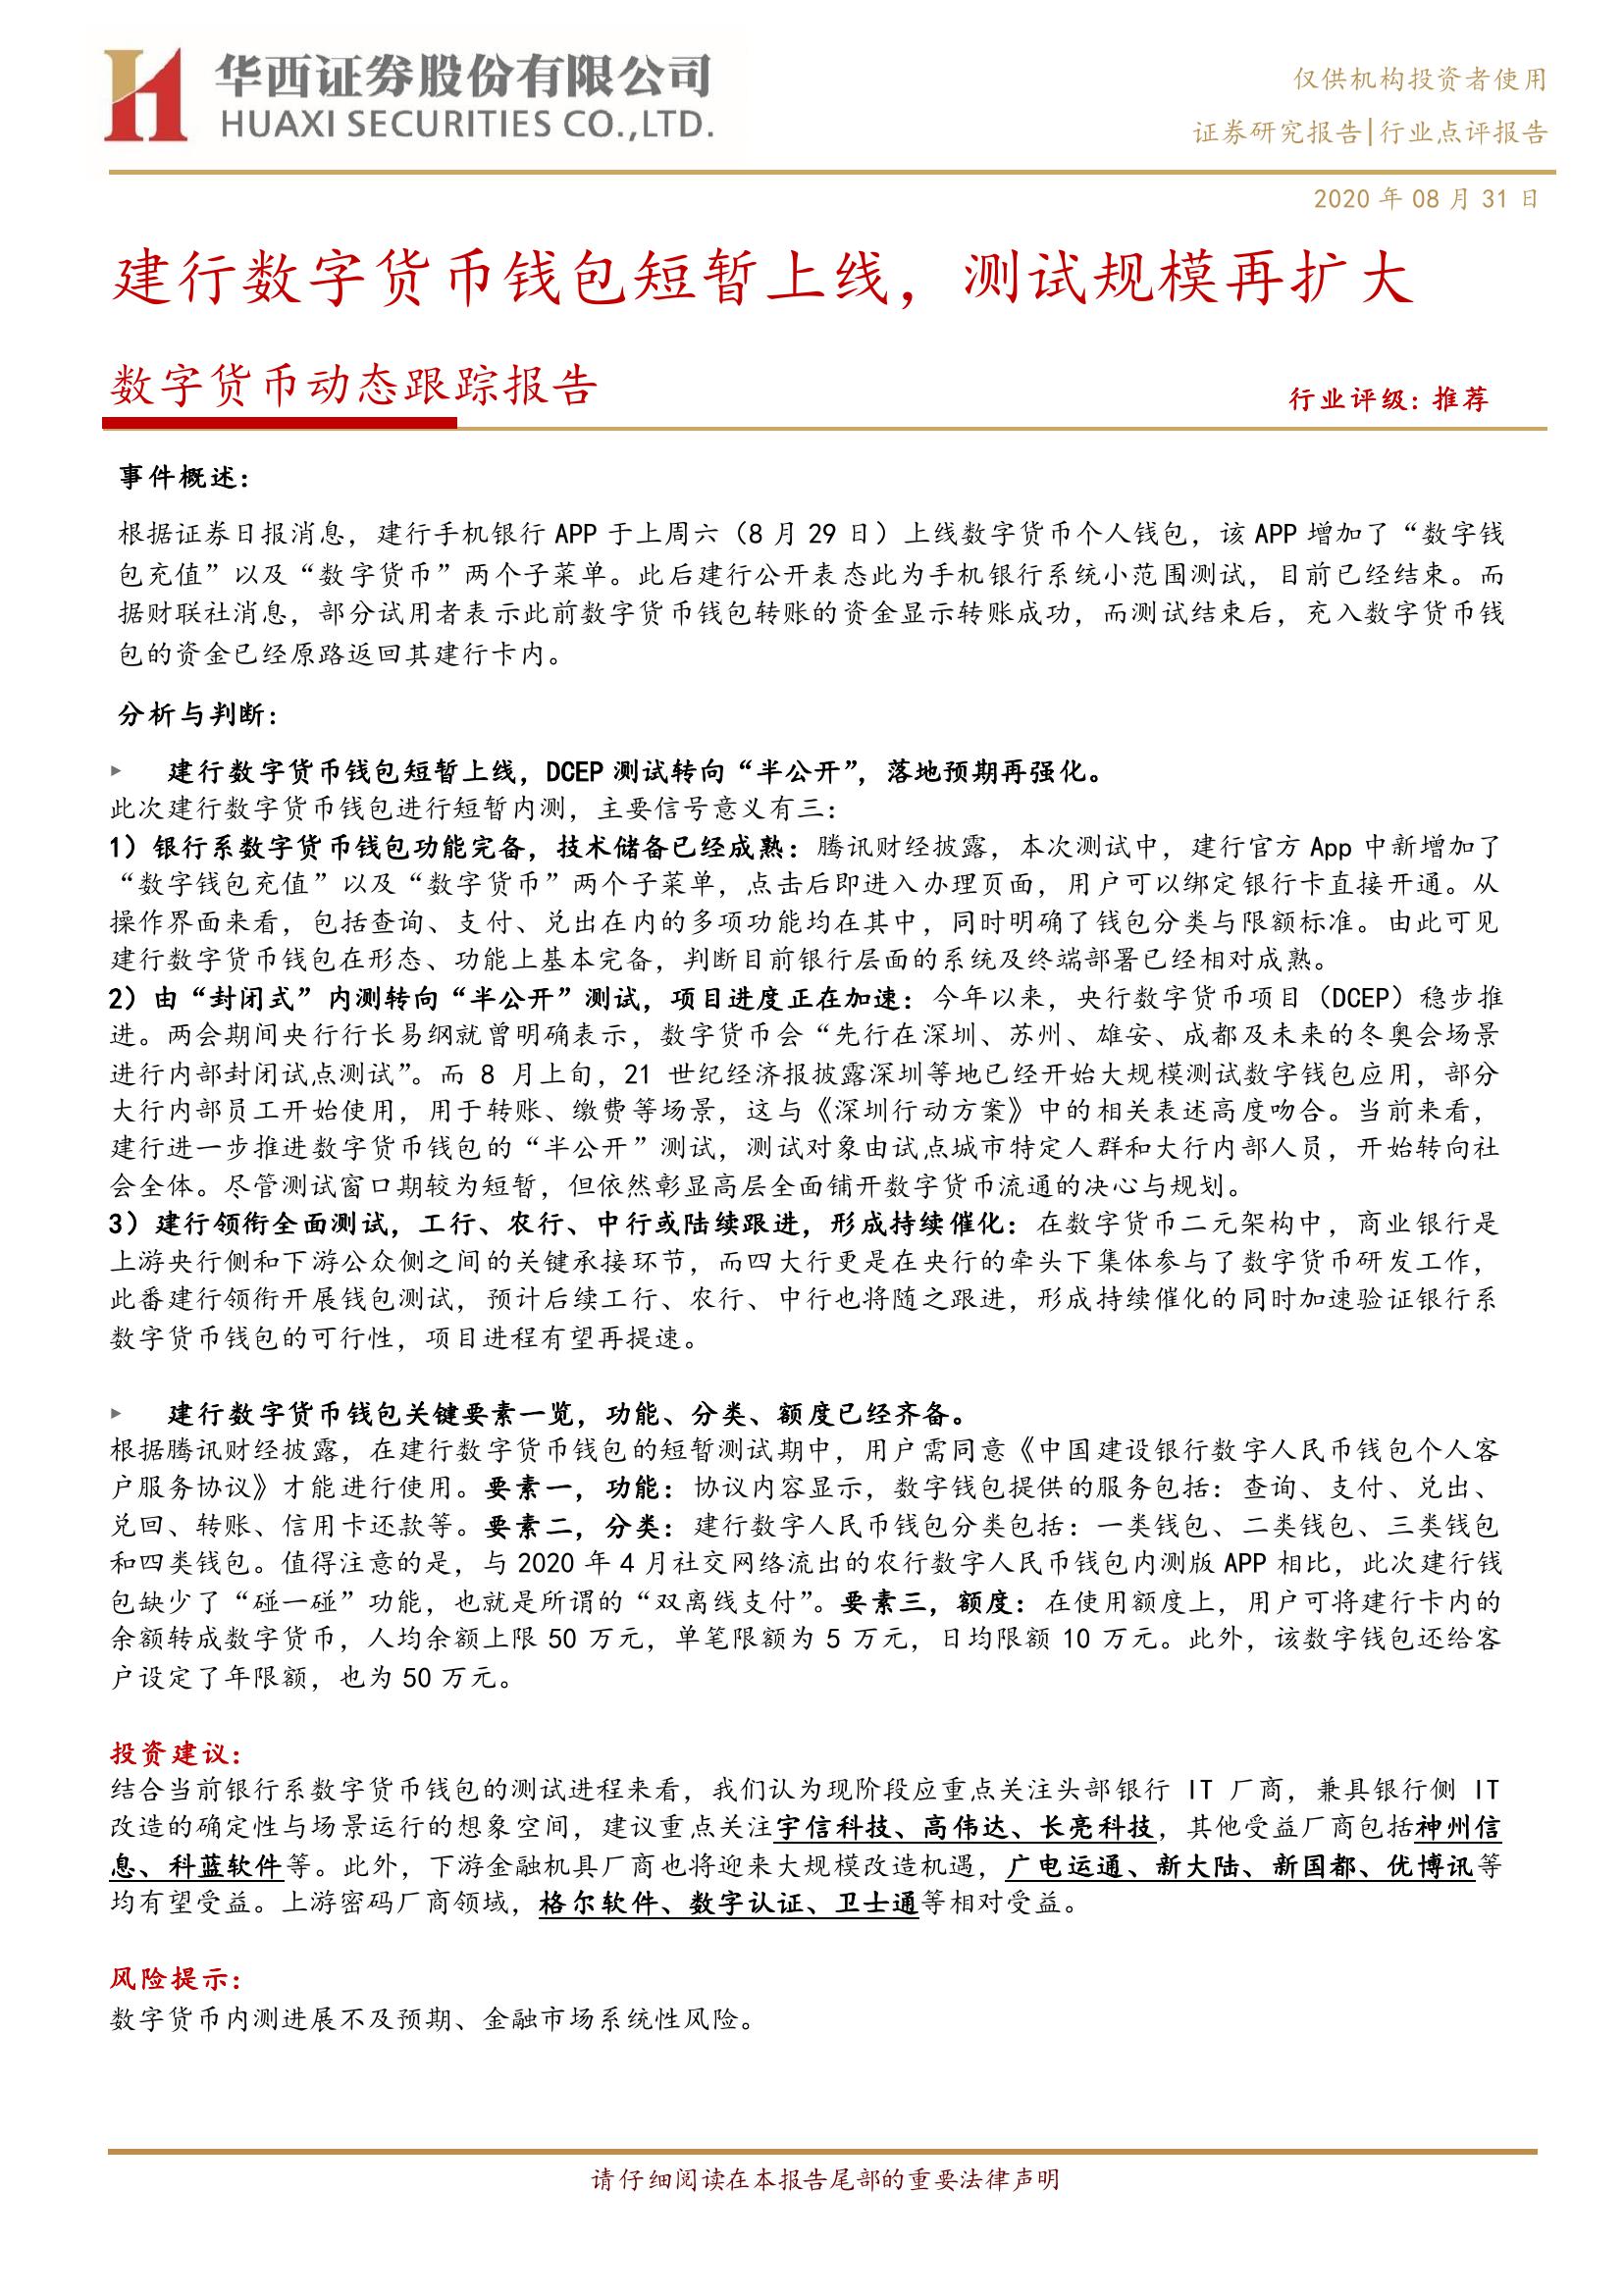 华西证券股份有限公司
HUAXI SECURITIES CO.,LTD.
仅供机构投资者使用
证券研究报告|行业点评报告
2020 年 08 月 31 日
建行数字货币钱包短暂上线，测试规模再扩大
数字货币动态跟踪报告
行业评级：推荐
事件概述：
根据证券日报消息，建行手机银行 APP 于上周六（8 月 29 日）上线数字货币个人钱包，该 APP 增加了“数字钱
包充值”以及“数字货币”两个子菜单。此后建行公开表态此为手机银行系统小范围测试，目前已经结束。而
据财联社消息，部分试用者表示此前数字货币钱包转账的资金显示转账成功，而测试结束后，充入数字货币钱
包的资金已经原路返回其建行卡内。
分析与判断：
▸ 建行数字货币钱包短暂上线，DCEP 测试转向“半公开”，落地预期再强化。
此次建行数字货币钱包进行短暂内测，主要信号意义有三：
1）银行系数字货币钱包功能完备，技术储备已经成熟：腾讯财经披露，本次测试中，建行官方 App 中新增加了
“数字钱包充值”以及“数字货币”两个子菜单，点击后即进入办理页面，用户可以绑定银行卡直接开通。从
操作界面来看，包括查询、支付、兑出在内的多项功能均在其中，同时明确了钱包分类与限额标准。由此可见
建行数字货币钱包在形态、功能上基本完备，判断目前银行层面的系统及终端部署已经相对成熟。
2）由“封闭式”内测转向“半公开”测试，项目进度正在加速：今年以来，央行数字货币项目（DCEP）稳步推
进。两会期间央行行长易纲就曾明确表示，数字货币会“先行在深圳、苏州、雄安、成都及未来的冬奥会场景
进行内部封闭试点测试”。而 8 月上旬，21 世纪经济报披露深圳等地已经开始大规模测试数字钱包应用，部分
大行内部员工开始使用，用于转账、缴费等场景，这与《深圳行动方案》中的相关表述高度吻合。当前来看，
建行进一步推进数字货币钱包的“半公开”测试，测试对象由试点城市特定人群和大行内部人员，开始转向社
会全体。尽管测试窗口期较为短暂，但依然彰显高层全面铺开数字货币流通的决心与规划。
3）建行领衔全面测试，工行、农行、中行或陆续跟进，形成持续催化：在数字货币二元架构中，商业银行是
上游央行侧和下游公众侧之间的关键承接环节，而四大行更是在央行的牵头下集体参与了数字货币研发工作，
此番建行领衔开展钱包测试，预计后续工行、农行、中行也将随之跟进，形成持续催化的同时加速验证银行系
数字货币钱包的可行性，项目进程有望再提速。
▸ 建行数字货币钱包关键要素一览，功能、分类、额度已经齐备。
根据腾讯财经披露，在建行数字货币钱包的短暂测试期中，用户需同意《中国建设银行数字人民币钱包个人客
户服务协议》才能进行使用。要素一，功能：协议内容显示，数字钱包提供的服务包括：查询、支付、兑出、
兑回、转账、信用卡还款等。要素二，分类：建行数字人民币钱包分类包括：一类钱包、二类钱包、三类钱包
和四类钱包。值得注意的是，与 2020 年 4 月社交网络流出的农行数字人民币钱包内测版 APP 相比，此次建行钱
包缺少了“碰一碰”功能，也就是所谓的“双离线支付”。要素三，额度：在使用额度上，用户可将建行卡内的
余额转成数字货币，人均余额上限 50 万元，单笔限额为 5 万元，日均限额 10 万元。此外，该数字钱包还给客
户设定了年限额，也为 50 万元。
投资建议：
结合当前银行系数字货币钱包的测试进程来看，我们认为现阶段应重点关注头部银行 IT 厂商，兼具银行侧 IT
改造的确定性与场景运行的想象空间，建议重点关注宇信科技、高伟达、长亮科技，其他受益厂商包括神州信
息、科蓝软件等。此外，下游金融机具厂商也将迎来大规模改造机遇，广电运通、新大陆、新国都、优博讯等
均有望受益。上游密码厂商领域，格尔软件、数字认证、卫士通等相对受益。
风险提示：
数字货币内测进展不及预期、金融市场系统性风险。
请仔细阅读在本报告尾部的重要法律声明